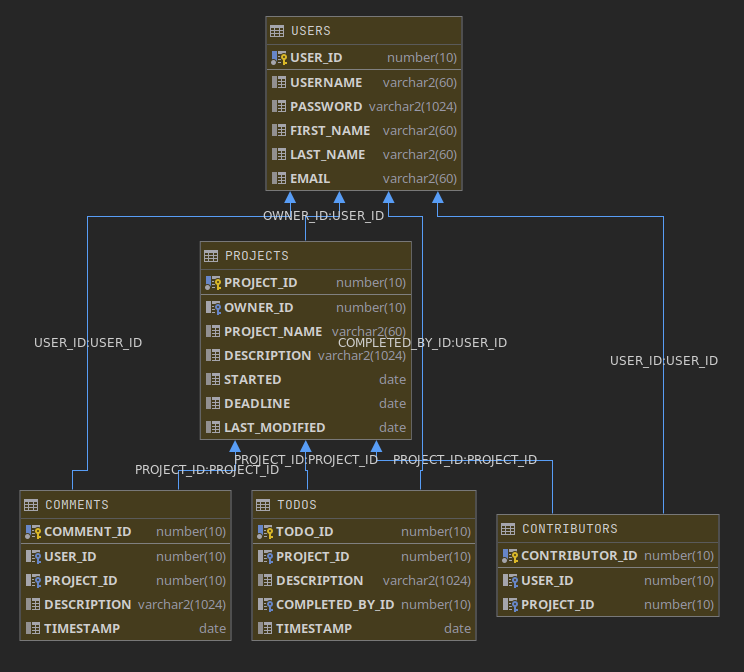 USERS
USER_ID number(10)
USERNAME varchar2(60)
PASSWORD varchar2(1024)
FIRST_NAME varchar2(60)
LAST_NAME varchar2(60)
EMAIL varchar2(60)
OWNER_ID:USER_ID
PROJECTS
PROJECT_ID number(10)
OWNER_ID number(10)
PROJECT_NAME varchar2(60)
DESCRIPTION varchar2(1024)
STARTED date
DEADLINE date
LAST_MODIFIED date
USER_ID:USER_ID
COMPLETED_BY_ID:USER_ID
USER_ID:USER_ID
PROJECT_ID:PROJECT_ID
PROJECT_ID:PROJECT_ID
PROJECT_ID:PROJECT_ID
COMMENTS
COMMENT_ID number(10)
USER_ID number(10)
PROJECT_ID number(10)
DESCRIPTION varchar2(1024)
TIMESTAMP date
TODOS
TODO_ID number(10)
PROJECT_ID number(10)
DESCRIPTION varchar2(1024)
COMPLETED_BY_ID number(10)
TIMESTAMP date
CONTRIBUTORS
CONTRIBUTOR_ID number(10)
USER_ID number(10)
PROJECT_ID number(10)